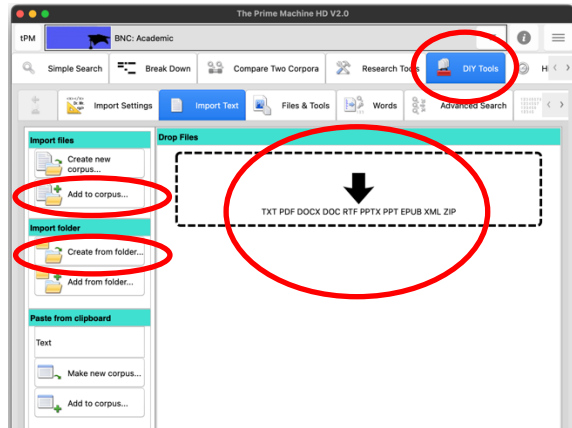 The Prime Machine HD V2.0
tPM
BNC: Academic
Simple Search
Break Down
Compare Two Corpora
Research Tools
DIY Tools
Import Settings
Import Text
Files & Tools
Words
Advanced Search
Import files
Create new
corpus...
Add to corpus...
Import folder
Create from folder...
Add from folder...
Paste from clipboard
Text
Make new corpus...
Add to corpus...
Drop Files
TXT PDF DOCX DOC RTF PPTX PPT EPUB XML ZIP